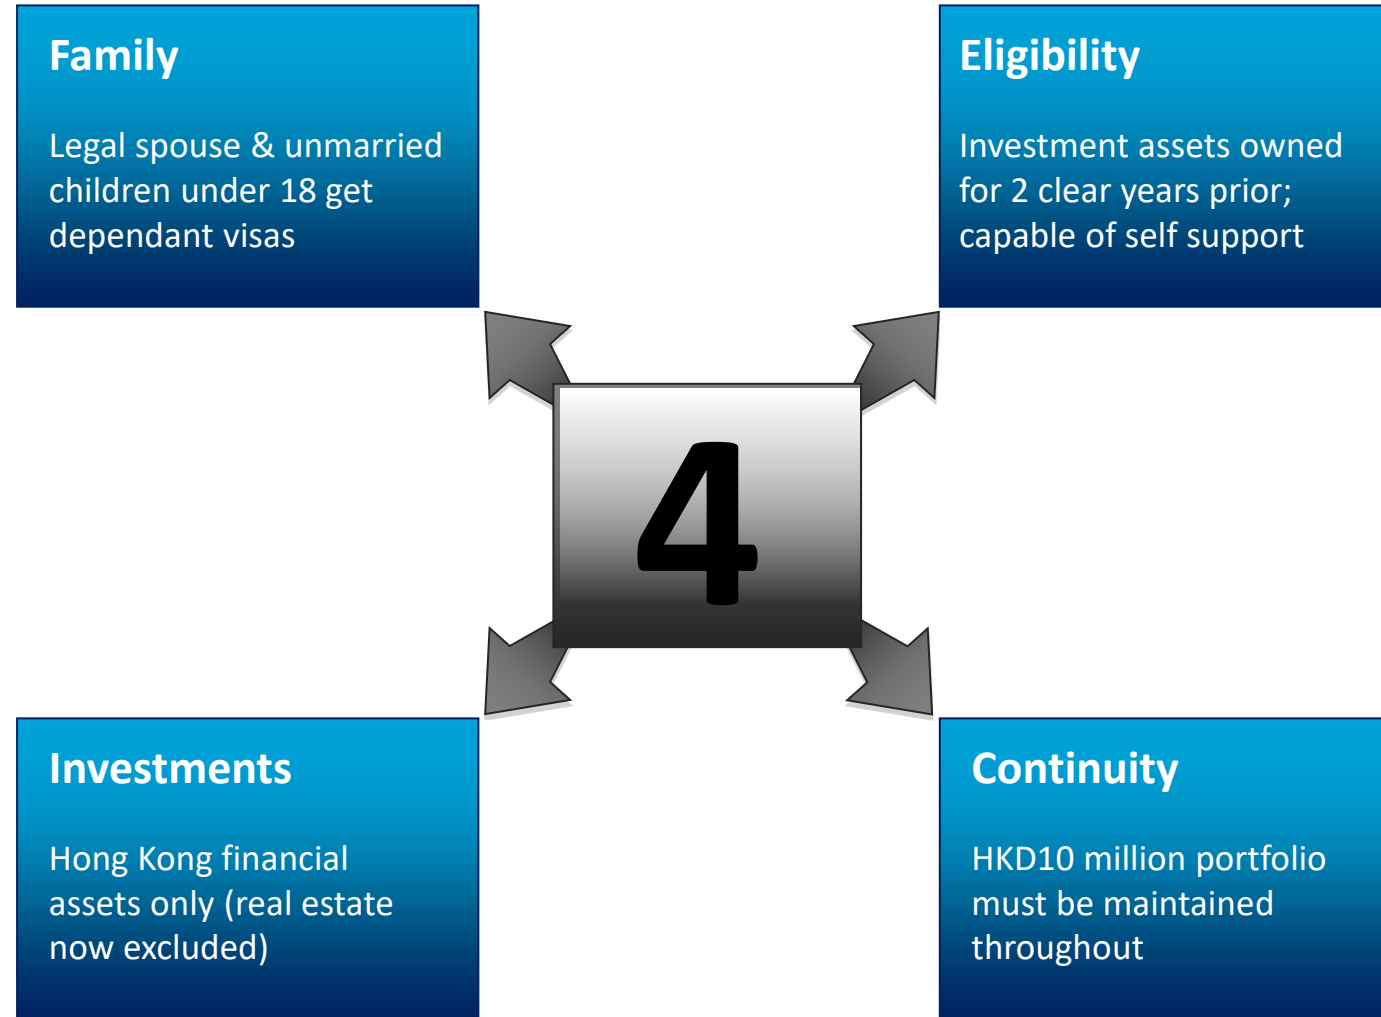 Family
Legal spouse & unmarried
children under 18 get
dependant visas
Eligibility
Investment assets owned
for 2 clear years prior;
capable of self support
4
Investments
Hong Kong financial
assets only (real estate
now excluded)
Continuity
HKD10 million portfolio
must be maintained
throughout